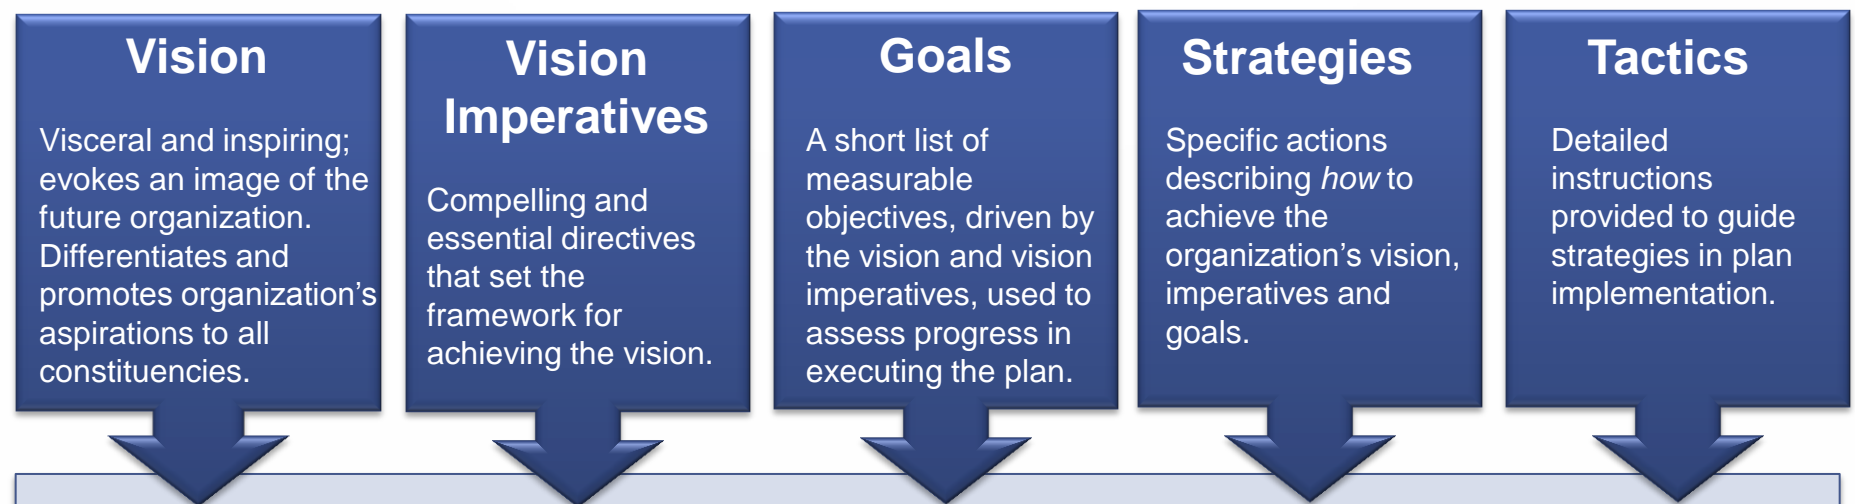 Vision
Visceral and inspiring;
evokes an image of the
future organization.
Differentiates and
promotes organization’s
aspirations to all
constituencies.
Vision
Imperatives
Compelling and
essential directives
that set the
framework for
achieving the vision.
Goals
A short list of
measurable
objectives, driven by
the vision and vision
imperatives, used to
assess progress in
executing the plan.
Strategies
Specific actions
describing how to
achieve the
organization’s vision,
imperatives and
goals.
Tactics
Detailed
instructions
provided to guide
strategies in plan
implementation.